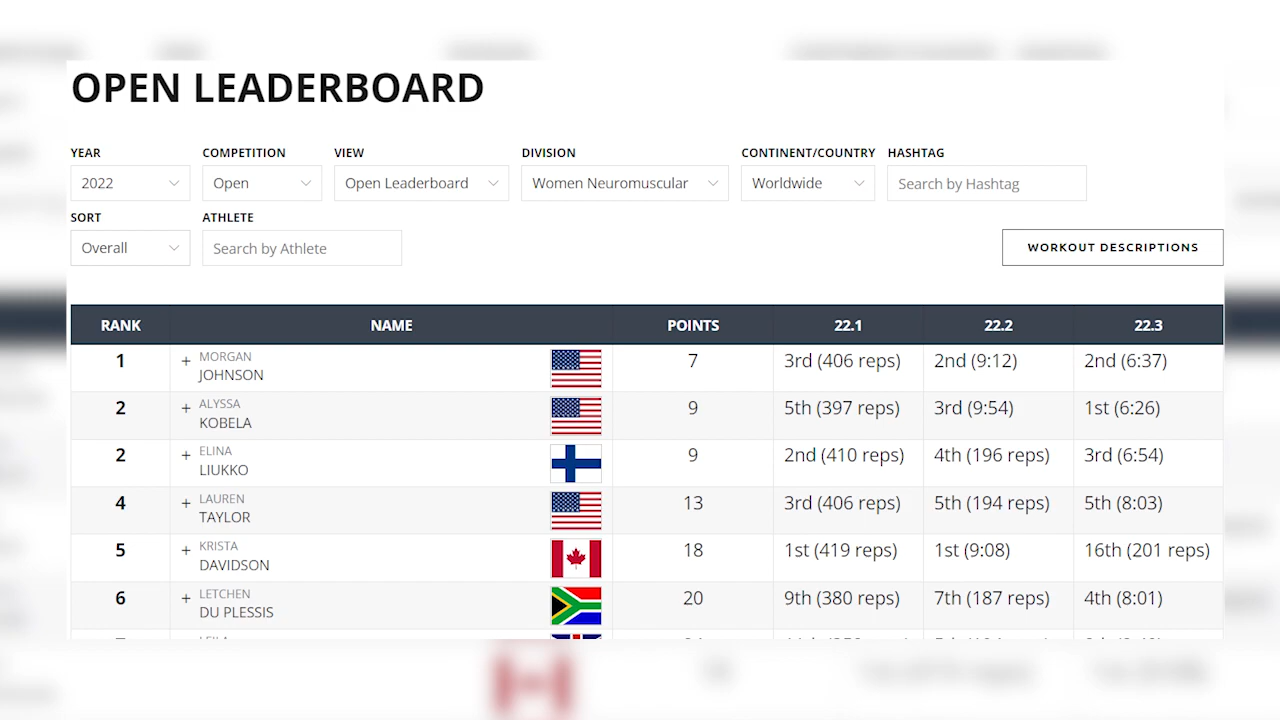 OPEN LEADERBOARD
YEAR COMPETITION VIEW DIVISION CONTINENT/COUNTRY HASHTAG
2022 Open Open Leaderboard Women Neuromuscular Worldwide Search by Hashtag
SORT ATHLETE
Overall Search by Athlete WORKOUT DESCRIPTIONS
RANK NAME POINTS 22.1 22.2 22.3
1 + MORGAN 7 3rd (406 reps) 2nd (9:12) 2nd (6:37)
JOHNSON
2 + ALYSSA 9 5th (397 reps) 3rd (9:54) 1st (6:26)
KOBELA
2 + ELINA 9 2nd (410 reps) 4th (196 reps) 3rd (6:54)
LIUKKO
4 + LAUREN 13 3rd (406 reps) 5th (194 reps) 5th (8:03)
TAYLOR
5 + KRISTA 18 1st (419 reps) 1st (9:08) 16th (201 reps)
DAVIDSON
6 + LETCHEN 20 9th (380 reps) 7th (187 reps) 4th (8:01)
DU PLESSIS